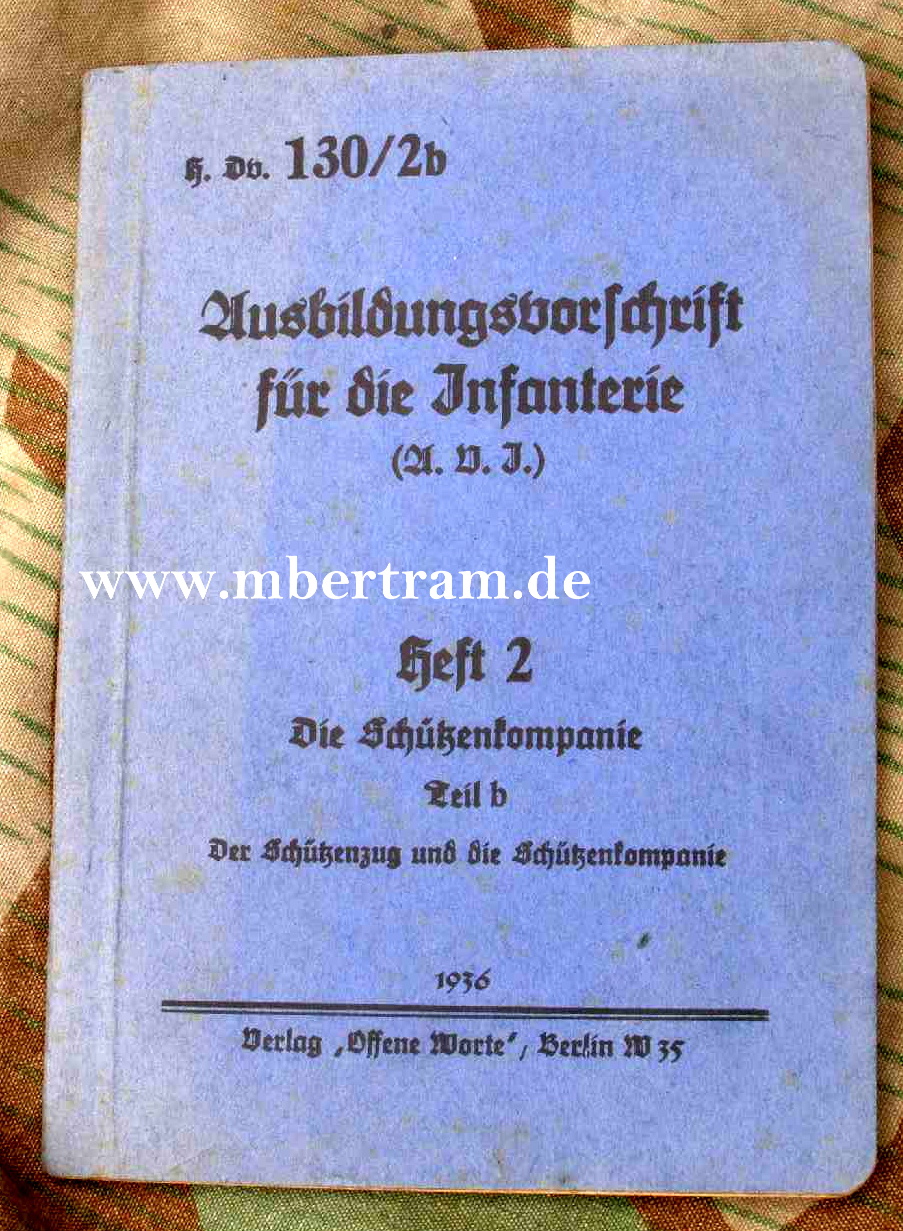 H. Dv. 130/2b
Ausbildungsvorschrift
für die Infanterie
(A. V. I.)
www.mbertram.de
Heft 2
Die Schützenkompanie
Teil b
Der Schützenzug und die Schützenkompanie
1936
Verlag „Offene Worte“, Berlin W 35